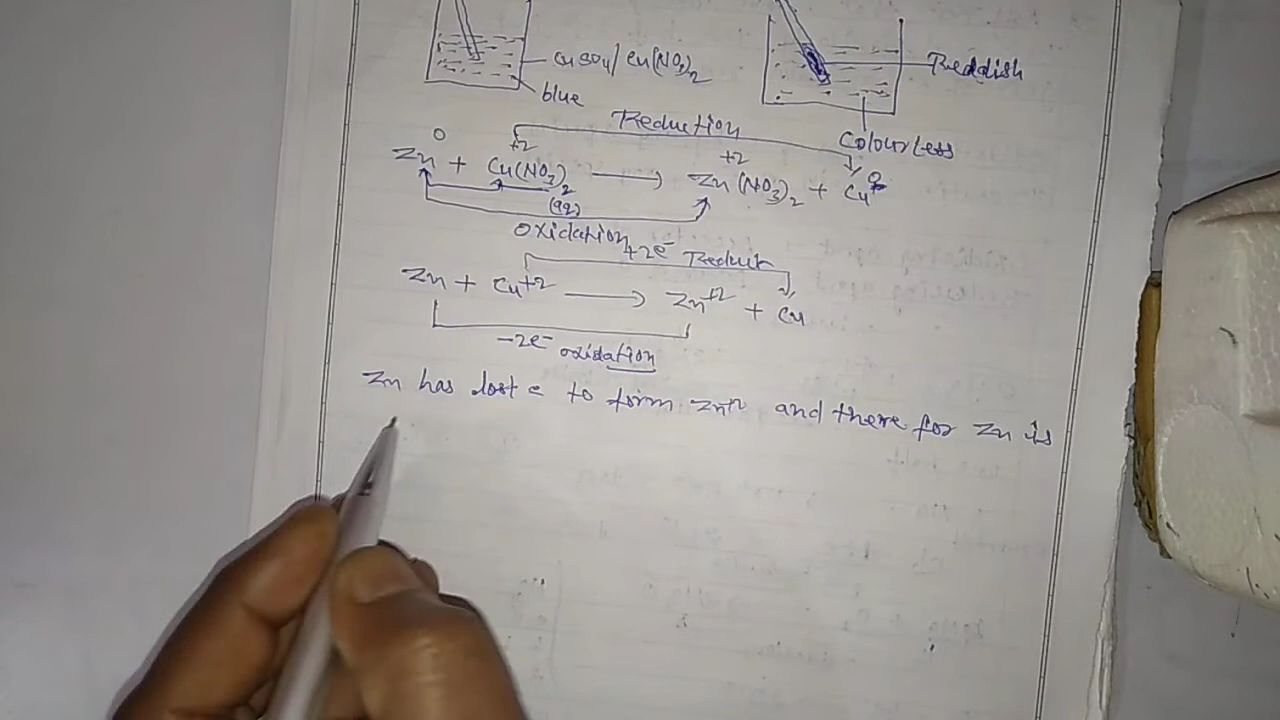 CuSO4/Cu(NO3)2
Reddish
blue
Reduction
Colourless
0 +2 +2
Zn + Cu(NO3)2 → Zn(NO3)2 + Cu0
(aq)
oxidation
+2e- Reduct
Zn + Cu+2 → Zn+2 + Cu
-2e- oxidation
Zn has lost e to form Zn+2 and there for Zn is